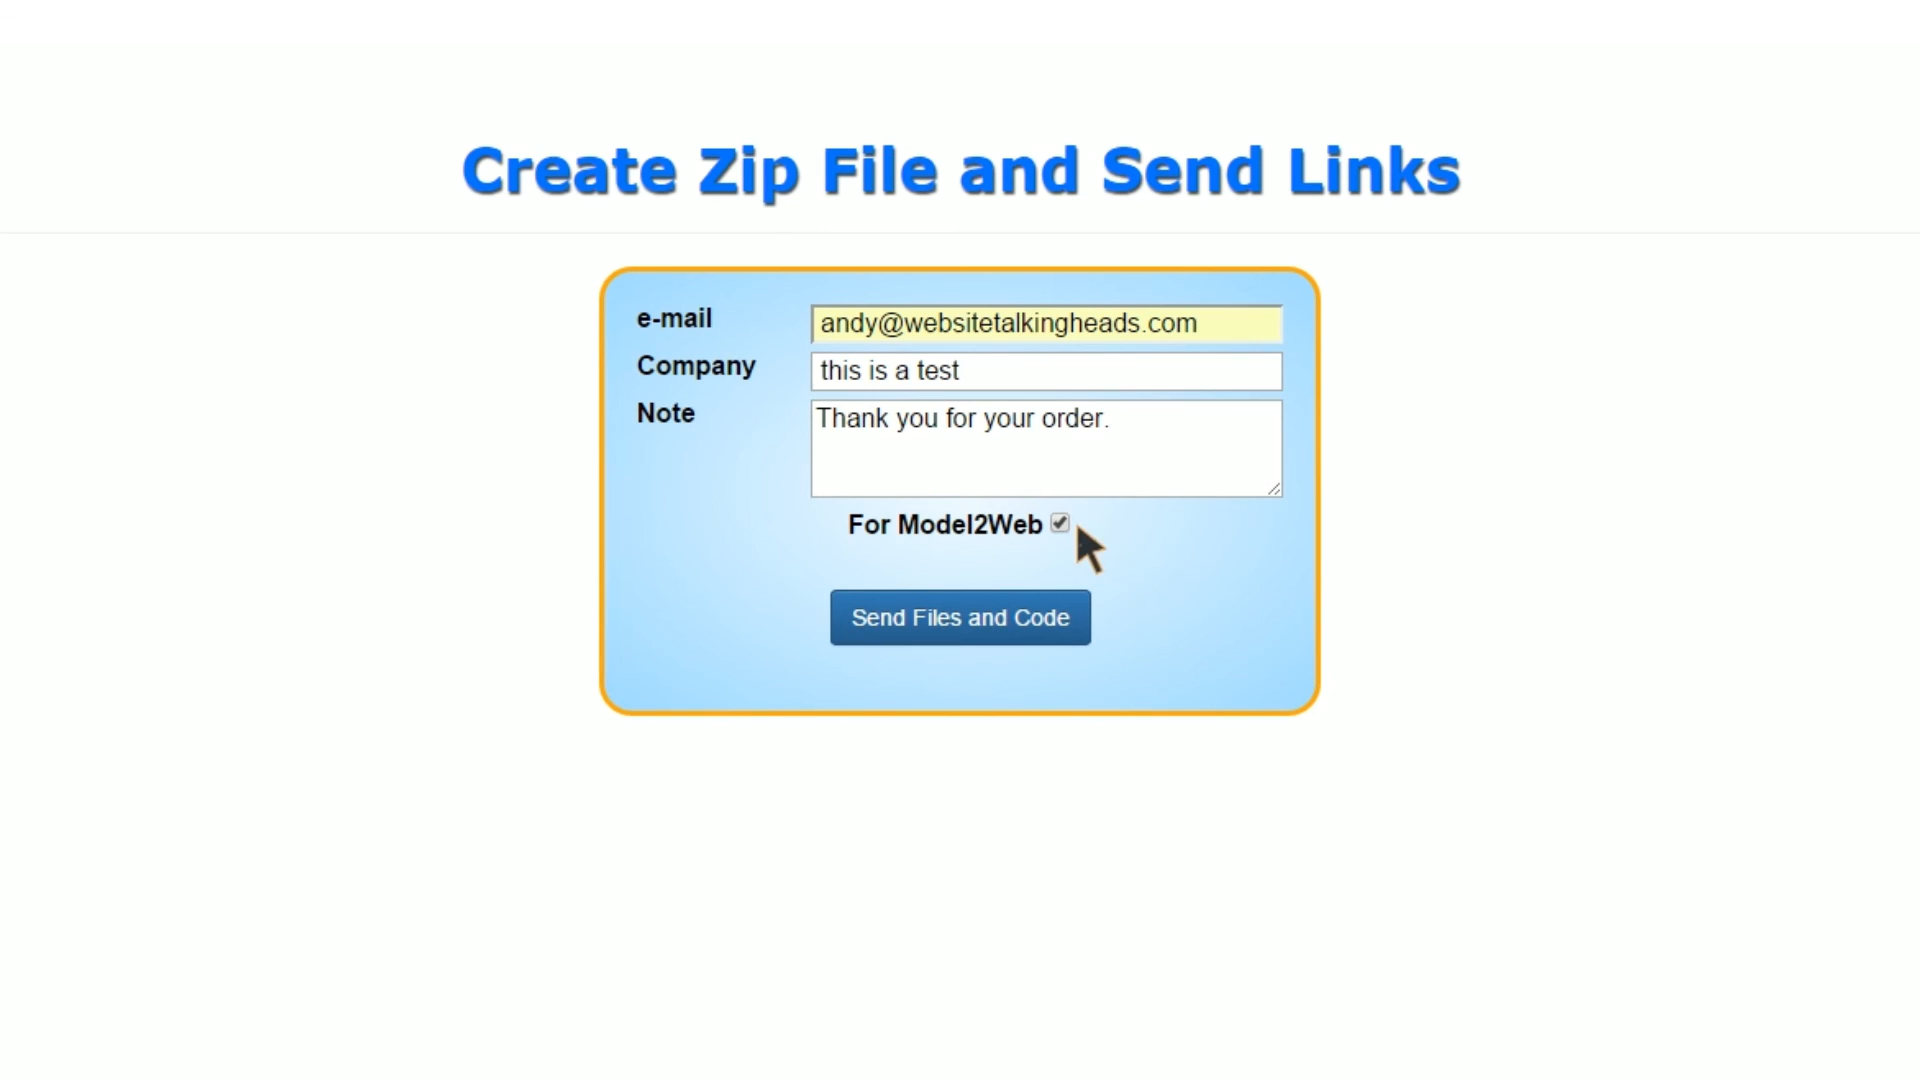 Create Zip File and Send Links
e-mail
andy@websitetalkingheads.com
Company
this is a test
Note
Thank you for your order.
For Model2Web
Send Files and Code